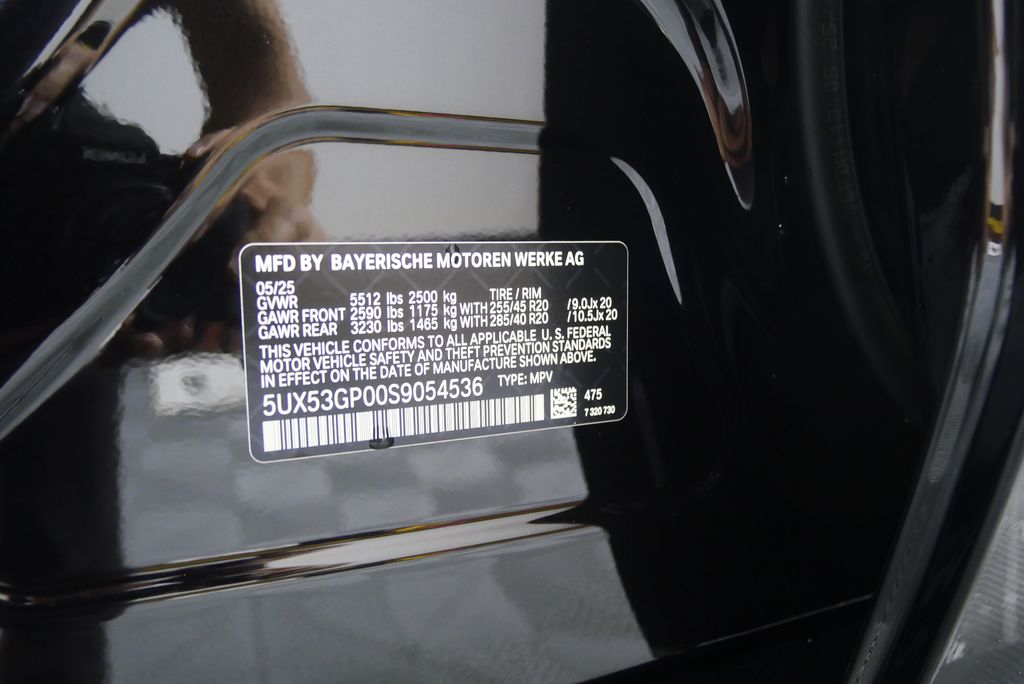 MFD BY BAYERISCHE MOTOREN WERKE AG
05/25
GVWR 5512 lbs 2500 kg TIRE / RIM
GAWR FRONT 2590 lbs 1175 kg WITH 255/45 R20 /9.0Jx 20
GAWR REAR 3230 lbs 1465 kg WITH 285/40 R20 /10.5Jx 20
THIS VEHICLE CONFORMS TO ALL APPLICABLE U. S. FEDERAL
MOTOR VEHICLE SAFETY AND THEFT PREVENTION STANDARDS
IN EFFECT ON THE DATE OF MANUFACTURE SHOWN ABOVE.
5UX53GP00S9054536 TYPE: MPV
475
7 320 730